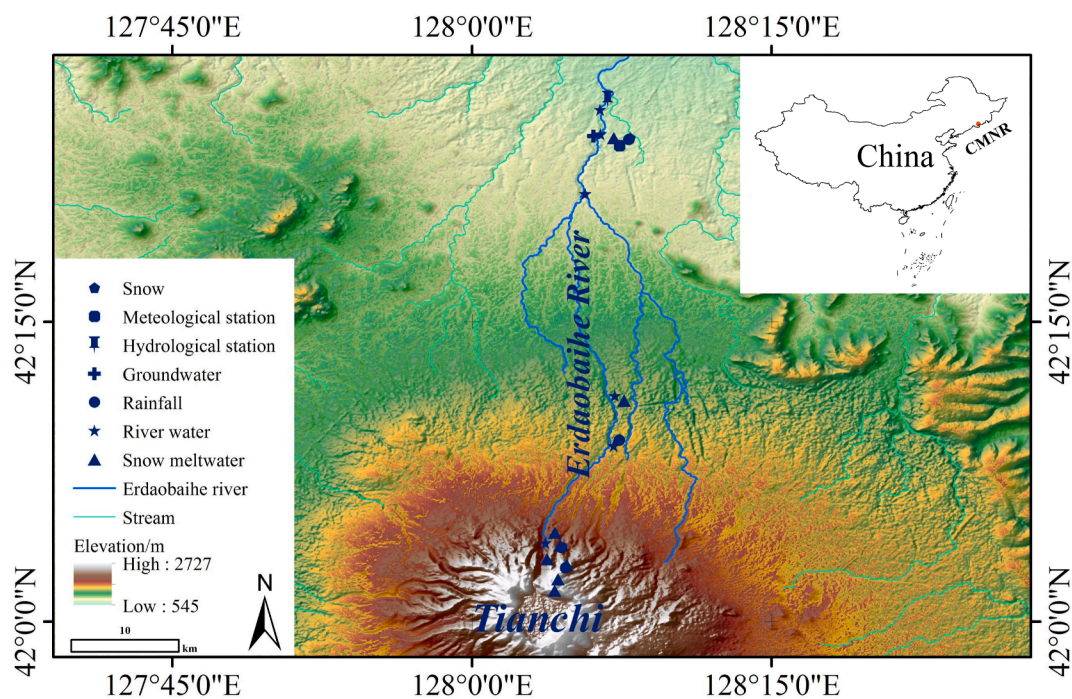 127°45'0"E 128°0'0"E 128°15'0"E
China
CMNR
42°15'0"N
42°15'0"N
Erdaobaihe River
Snow
Meteological station
Hydrological station
Groundwater
Rainfall
River water
Snow meltwater
Erdaobaihe river
Stream
Elevation/m
High : 2727
Low : 545
N
10
km
Tianchi
42°0'0"N
42°0'0"N
127°45'0"E 128°0'0"E 128°15'0"E